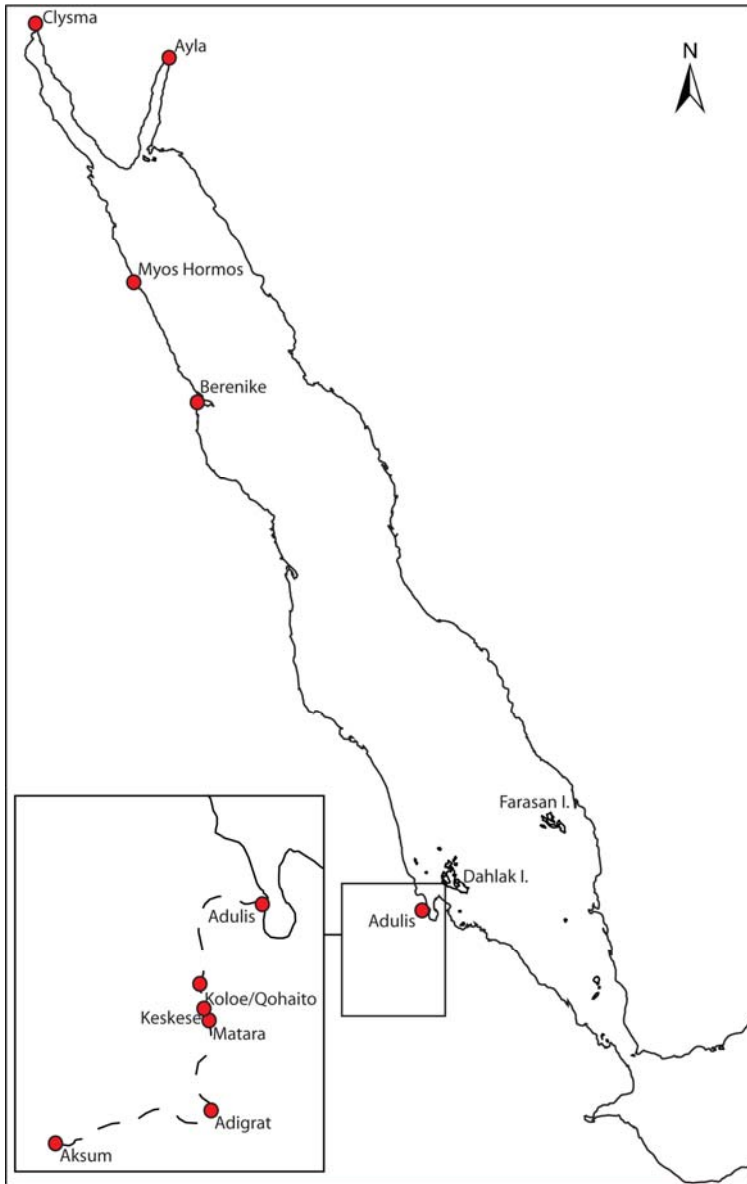 Clysma
Ayla
N
Myos Hormos
Berenike
Farasan I.
Dahlak I.
Adulis
Adulis
Koloe/Qohaito
Keskese
Matara
Adigrat
Aksum